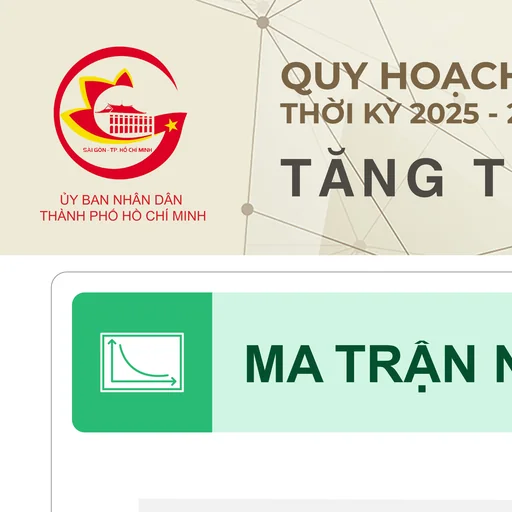 SÀI GÒN - TP. HỒ CHÍ MINH
ỦY BAN NHÂN DÂN
THÀNH PHỐ HỒ CHÍ MINH
QUY HOẠCH
THỜI KỲ 2025 -
TĂNG T
MA TRẬN